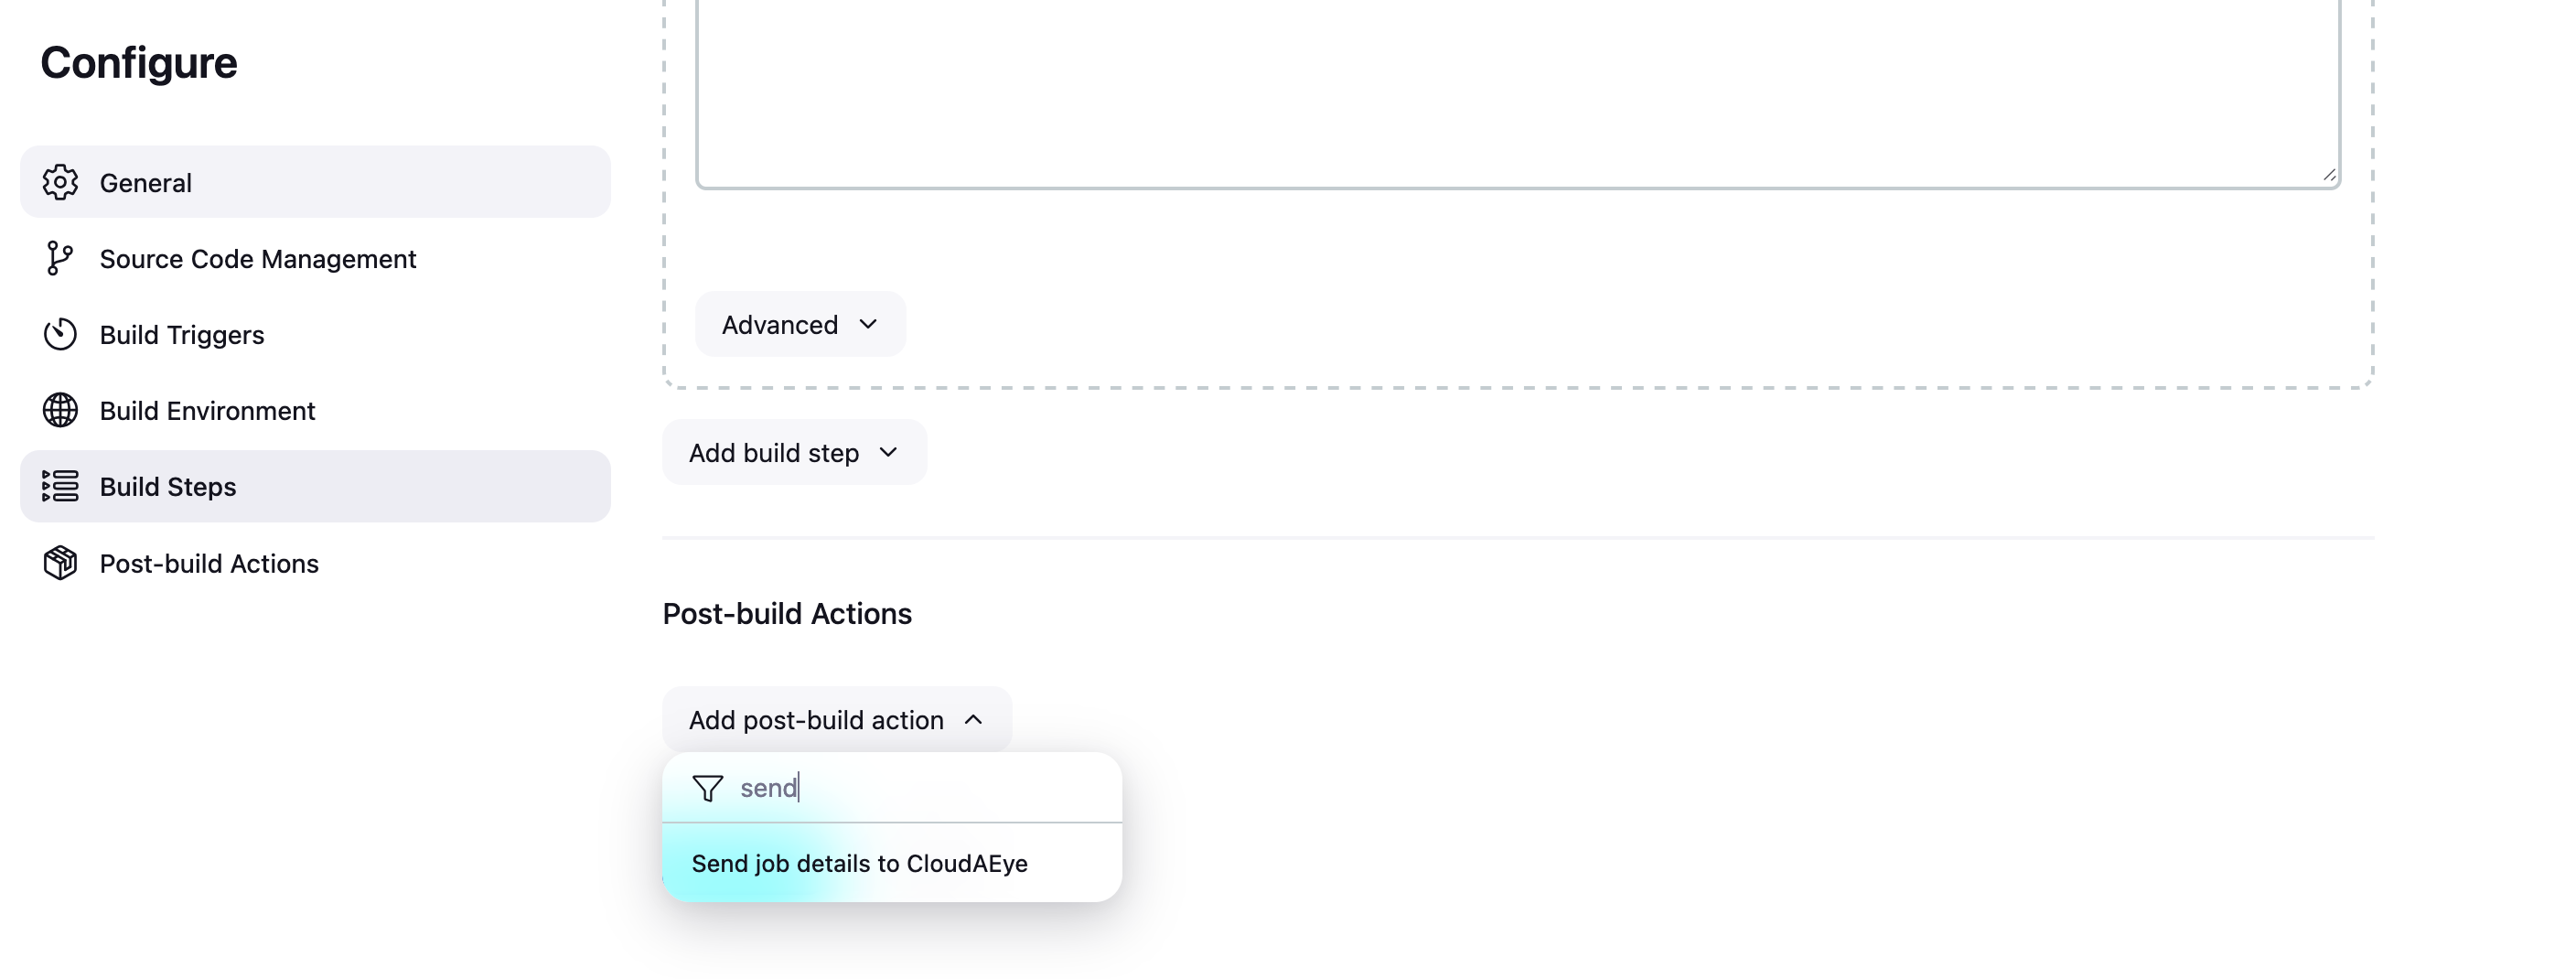 Configure
General
Source Code Management
Build Triggers
Build Environment
Build Steps
Post-build Actions
Advanced
Add build step
Post-build Actions
Add post-build action
send
Send job details to CloudAEye